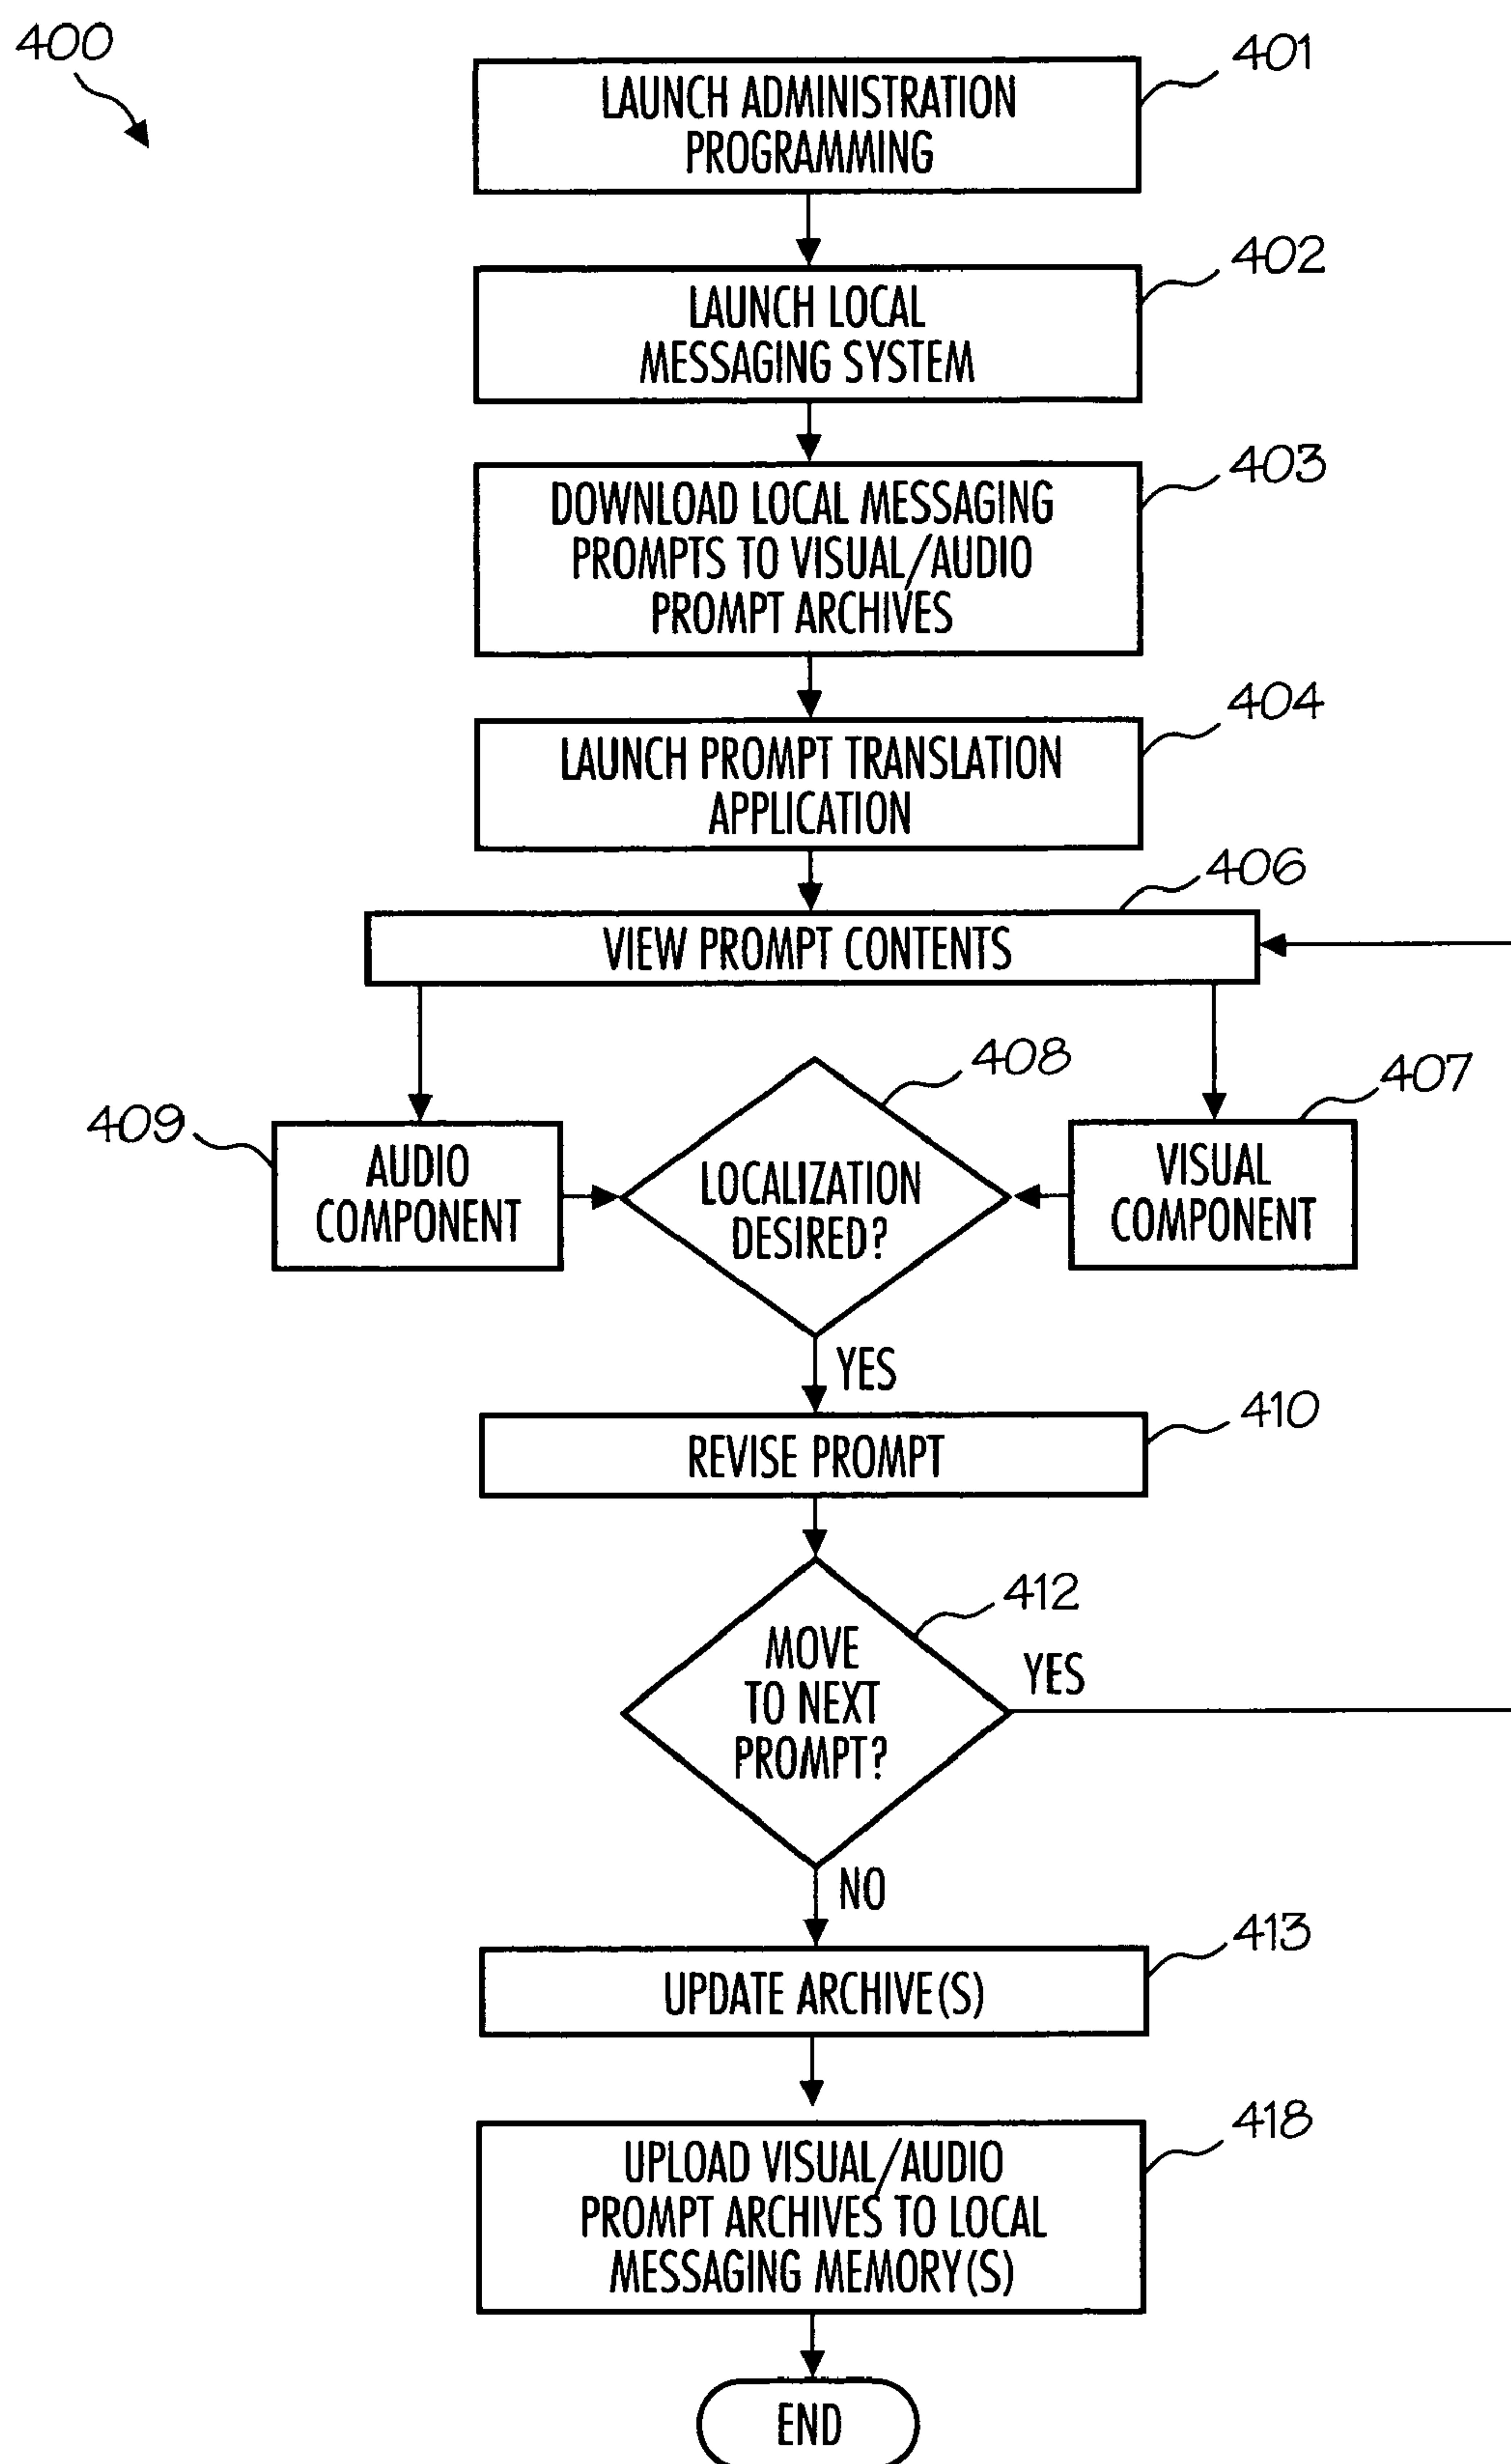 400
401
LAUNCH ADMINISTRATION
PROGRAMMING
402
LAUNCH LOCAL
MESSAGING SYSTEM
403
DOWNLOAD LOCAL MESSAGING
PROMPTS TO VISUAL/AUDIO
PROMPT ARCHIVES
404
LAUNCH PROMPT TRANSLATION
APPLICATION
406
VIEW PROMPT CONTENTS
408
407
409
AUDIO
COMPONENT
LOCALIZATION
DESIRED?
VISUAL
COMPONENT
YES
410
REVISE PROMPT
412
MOVE
TO NEXT
PROMPT?
YES
NO
413
UPDATE ARCHIVE(S)
418
UPLOAD VISUAL/AUDIO
PROMPT ARCHIVES TO LOCAL
MESSAGING MEMORY(S)
END